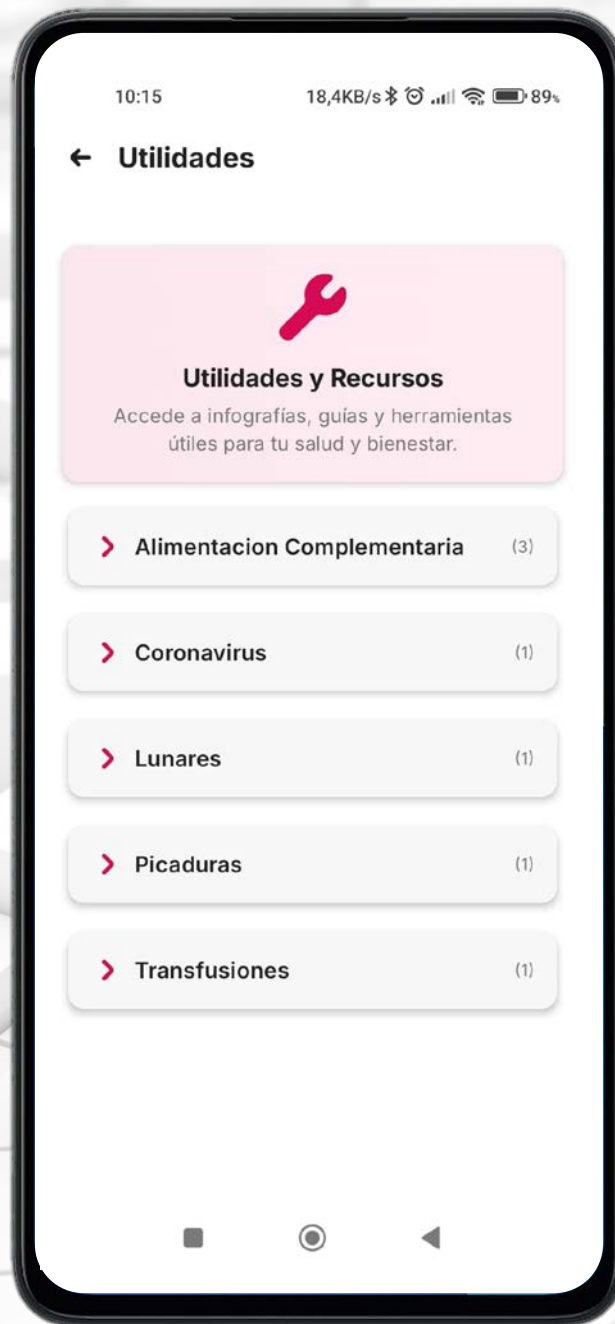 10:15 18,4KB/s 89%
Utilidades
Utilidades y Recursos
Accede a infografías, guías y herramientas
útiles para tu salud y bienestar.
Alimentacion Complementaria (3)
Coronavirus (1)
Lunares (1)
Picaduras (1)
Transfusiones (1)